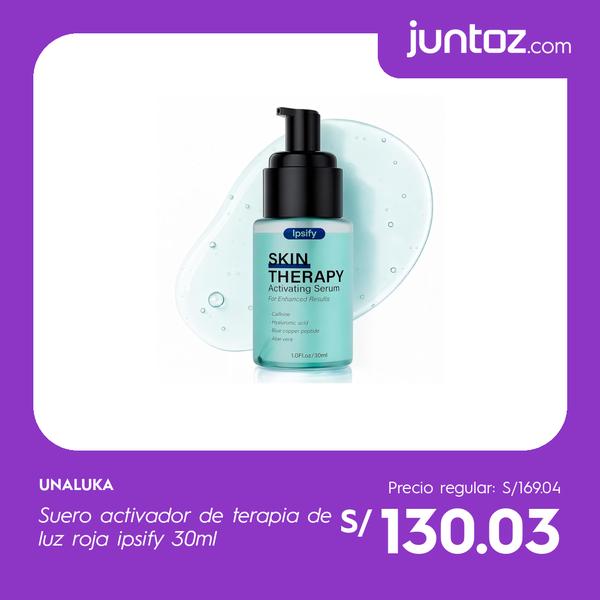 juntoz.com
Ipsify
SKIN
THERAPY
Activating Serum
For Enhanced Results
- Caffeine
- Hyaluronic acid
- Blue copper peptide
- Aloe vera
1.0Fl.oz/30ml
UNALUKA
Precio regular: S/169.04
Suero activador de terapia de
luz roja ipsify 30ml
S/130.03